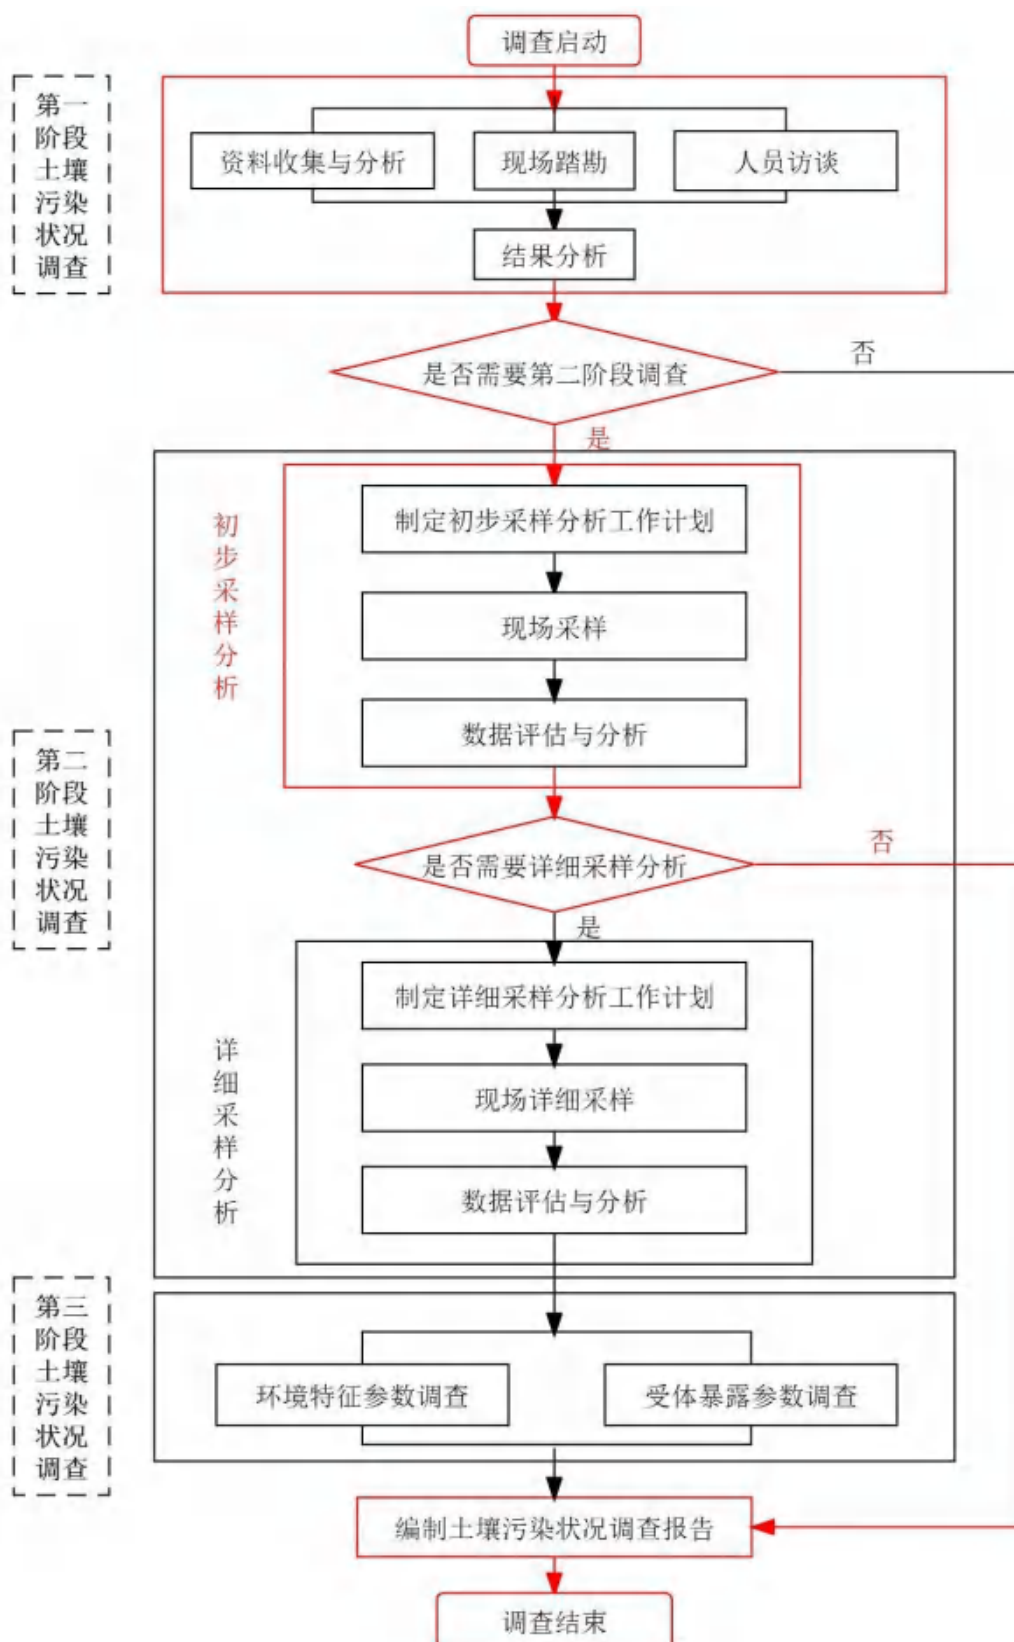 调查启动
第一
阶段
土壤
污染
状况
调查
资料收集与分析
现场踏勘
人员访谈
结果分析
是否需要第二阶段调查
否
是
初
步
采
样
分
析
制定初步采样分析工作计划
现场采样
数据评估与分析
第二
阶段
土壤
污染
状况
调查
是否需要详细采样分析
否
是
详
细
采
样
分
析
制定详细采样分析工作计划
现场详细采样
数据评估与分析
第三
阶段
土壤
污染
状况
调查
环境特征参数调查
受体暴露参数调查
编制土壤污染状况调查报告
调查结束